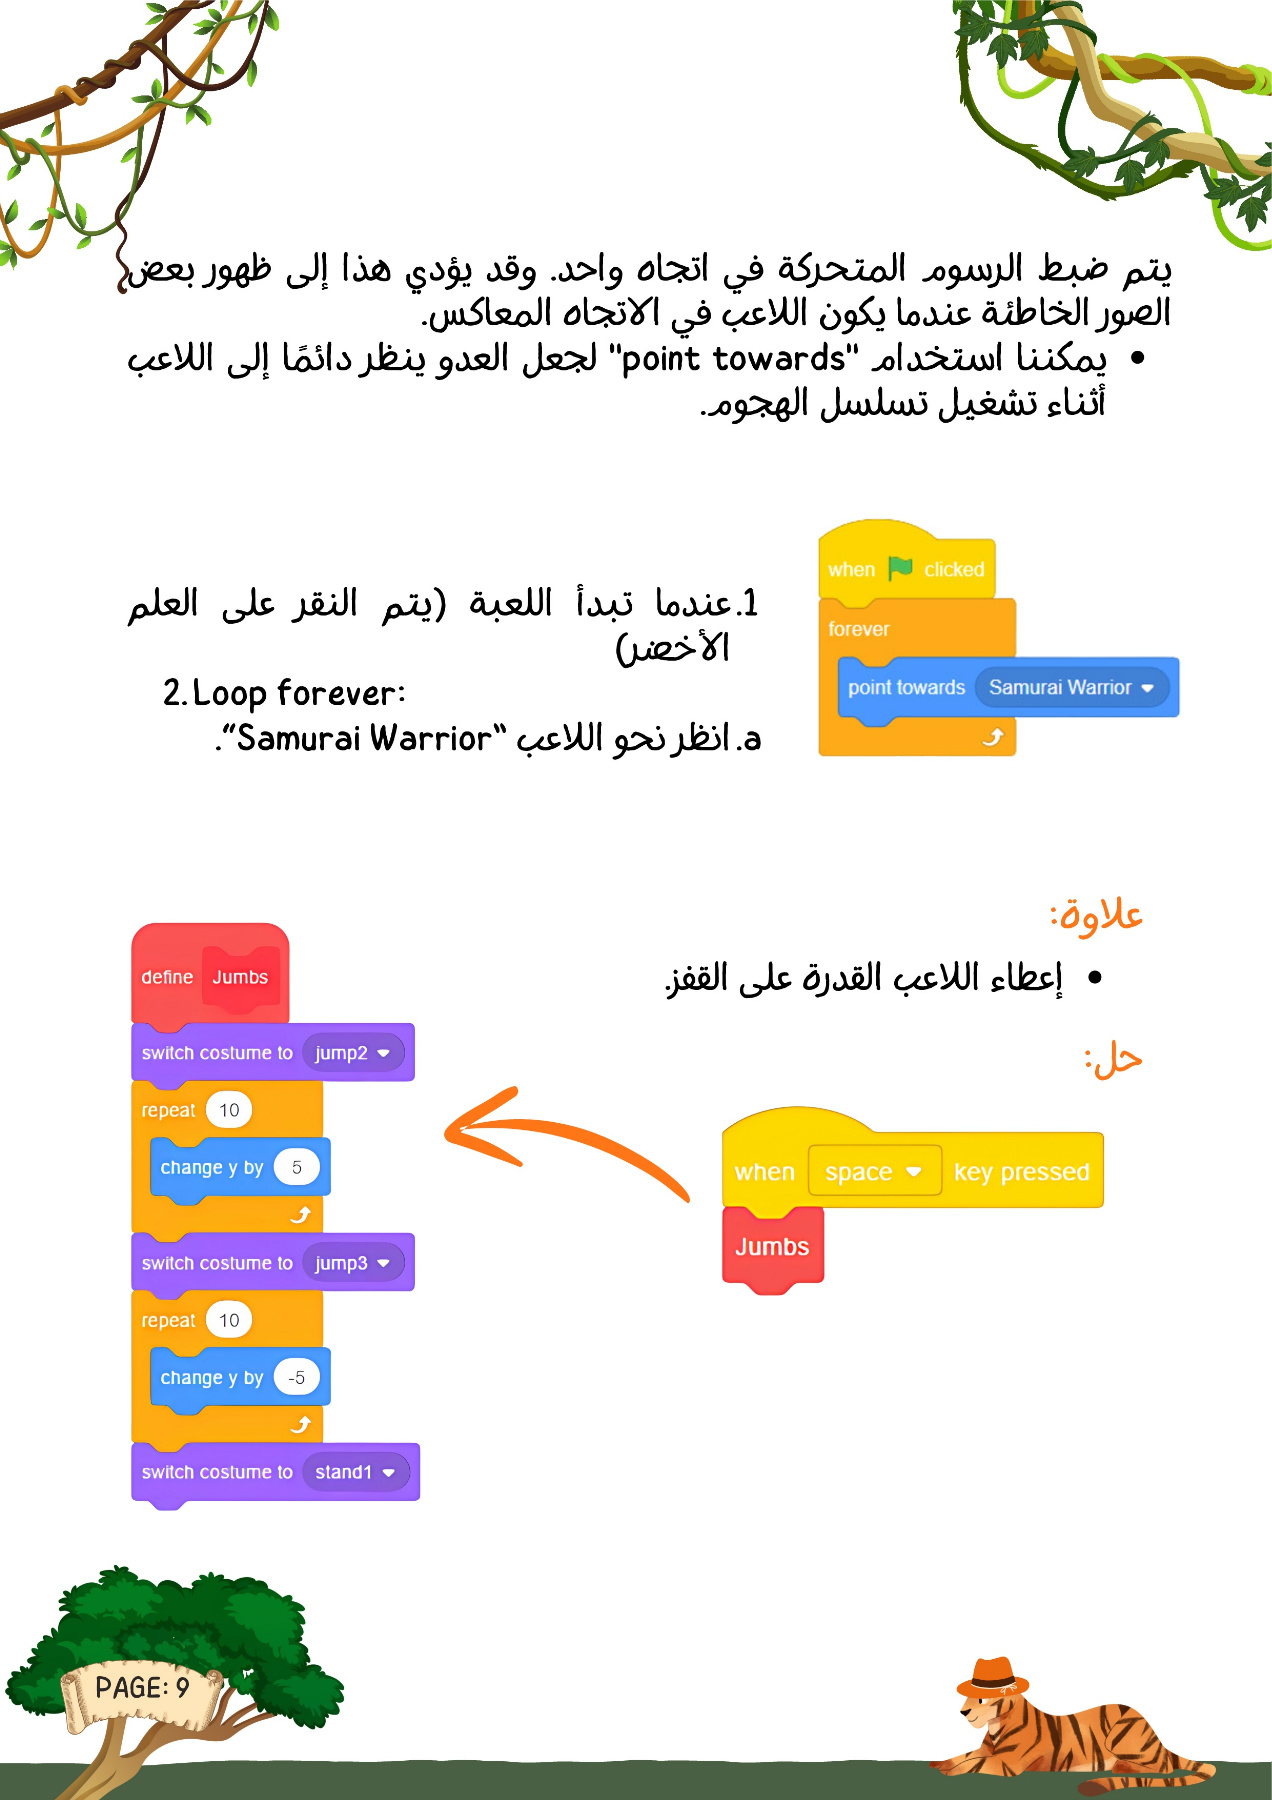 يتم ضبط الرسوم المتحركة في اتجاه واحد. وقد يؤدي هذا إلى ظهور بعض
الصور الخاطئة عندما يكون اللاعب في الاتجاه المعاكس.
• يمكننا استخدام "point towards" لجعل العدو ينظر دائمًا إلى اللاعب
أثناء تشغيل تسلسل الهجوم.
when clicked
forever
point towards Samurai Warrior
1.عندما تبدأ اللعبة (يتم النقر على العلم
الأخضر)
2.Loop forever:
a. انظر نحو اللاعب “Samurai Warrior”.
علاوة:
• إعطاء اللاعب القدرة على القفز.
حل:
when space key pressed
Jumbs
define Jumbs
switch costume to jump2
repeat 10
change y by 5
switch costume to jump3
repeat 10
change y by -5
switch costume to stand1
PAGE: 9